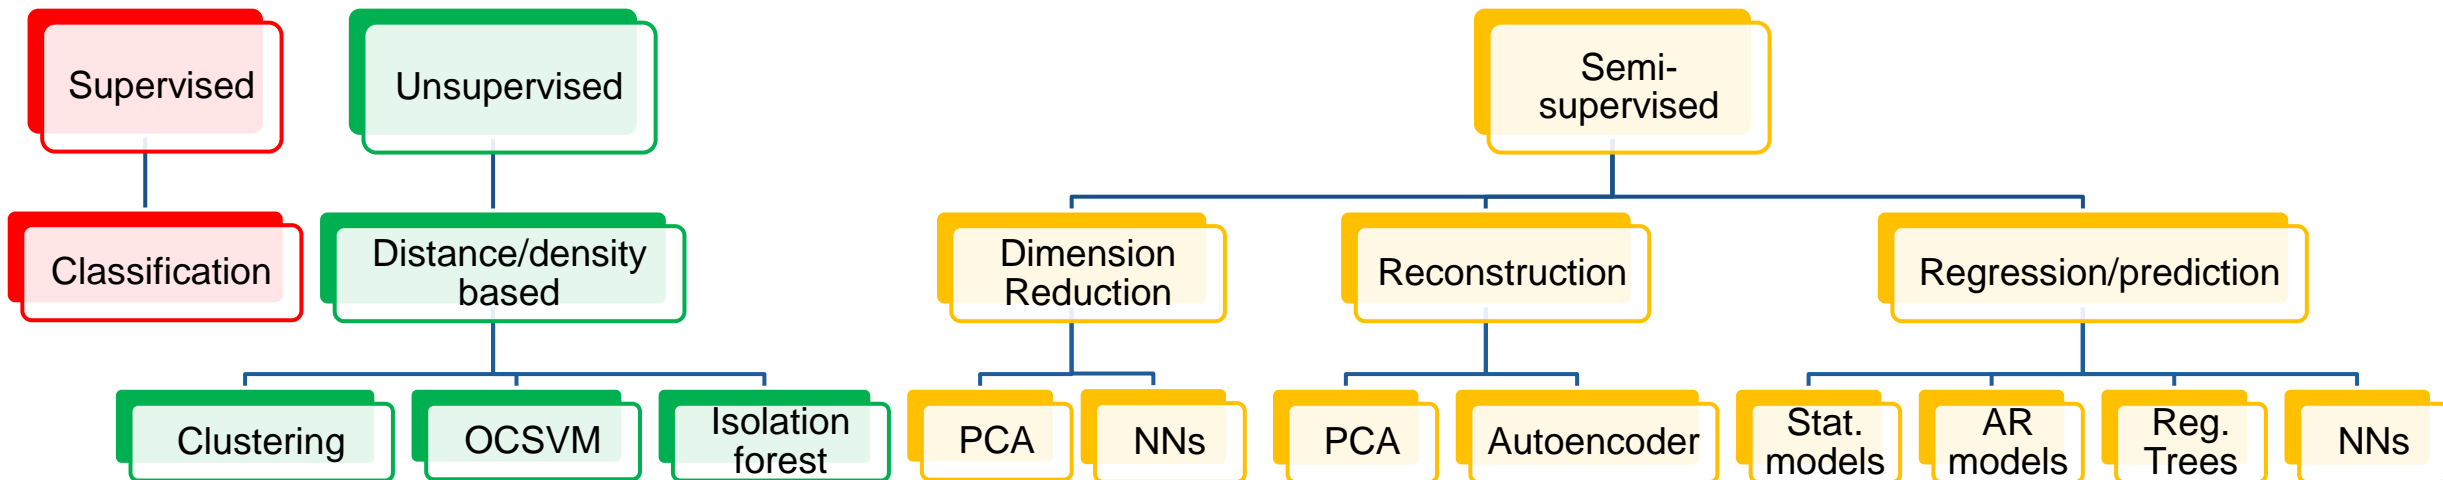 Supervised
Unsupervised
Semi-
supervised
Classification
Distance/density
based
Dimension
Reduction
Reconstruction
Regression/prediction
Clustering
OCSVM
Isolation
forest
PCA
NNs
PCA
Autoencoder
Stat.
models
AR
models
Reg.
Trees
NNs